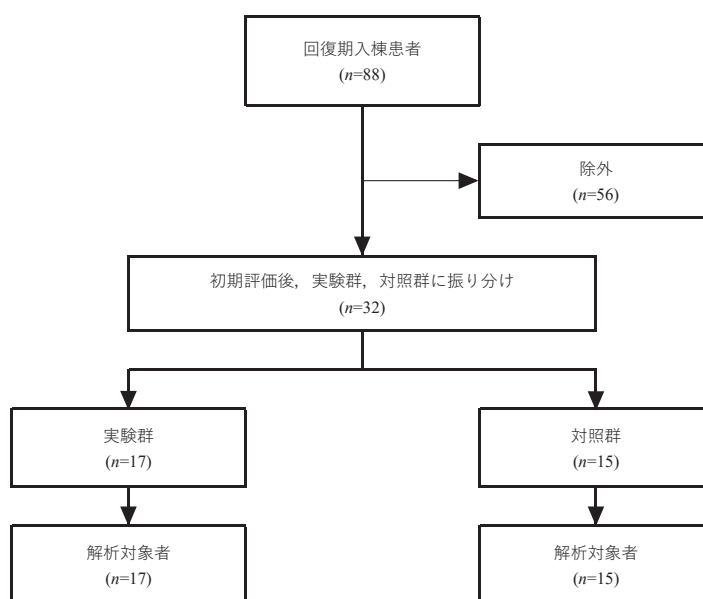 回復期入棟患者
(n=88)
除外
(n=56)
初期評価後，実験群，対照群に振り分け
(n=32)
実験群
(n=17)
対照群
(n=15)
解析対象者
(n=17)
解析対象者
(n=15)